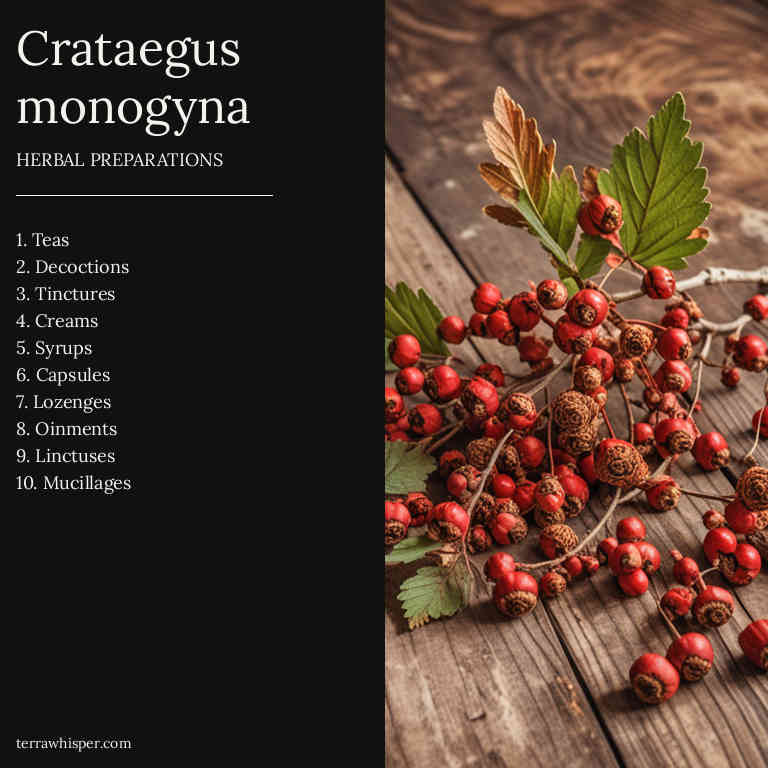 Crataegus
monogyna
HERBAL PREPARATIONS
1. Teas
2. Decoctions
3. Tinctures
4. Creams
5. Syrups
6. Capsules
7. Lozenges
8. Oinments
9. Linctuses
10. Mucillages
terrawhisper.com